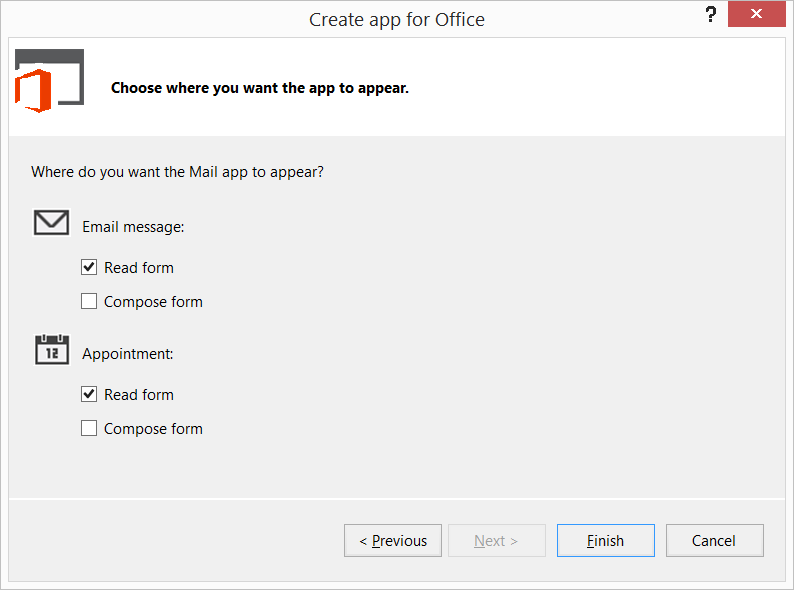 Create app for Office
?
Choose where you want the app to appear.
Where do you want the Mail app to appear?
Email message:
Read form
Compose form
12
Appointment:
Read form
Compose form
< Previous
Next >
Finish
Cancel